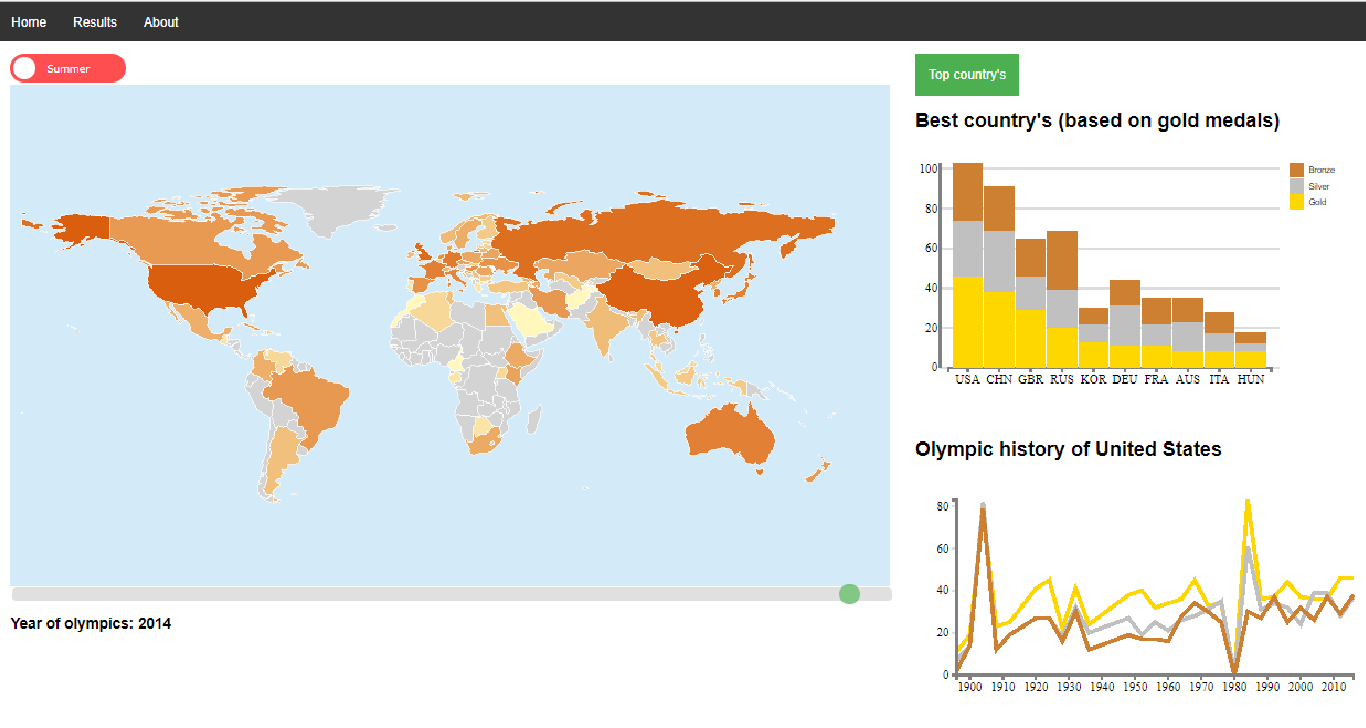 Home Results About
Summer
Year of olympics: 2014
Top country's
Best country's (based on gold medals)
100
80
60
40
20
0
USA CHN GBR RUS KOR DEU FRA AUS ITA HUN
Bronze
Silver
Gold
Olympic history of United States
80
60
40
20
0
1900 1910 1920 1930 1940 1950 1960 1970 1980 1990 2000 2010